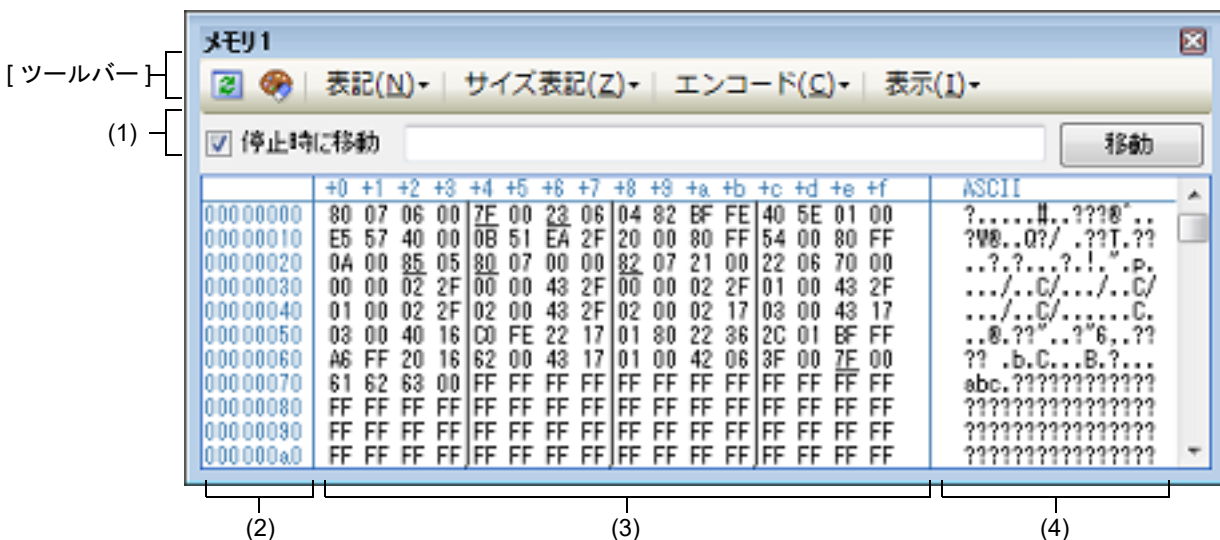 メモリ1
[ ツールバー ]
表記(N) サイズ表記(Z) エンコード(C) 表示(I)
(1)
停止時に移動 移動
+0 +1 +2 +3 +4 +5 +6 +7 +8 +9 +a +b +c +d +e +f ASCII
00000000 80 07 06 00 7F 00 23 06 04 82 BF FE 40 5E 01 00 ?.....#..???@^..
00000010 E5 57 40 00 0B 51 EA 2F 20 00 80 FF 54 00 80 FF ?W@..Q?/ .??T.??
00000020 0A 00 85 05 80 07 00 00 82 07 21 00 22 06 70 00 ..?.?...?.!.".p.
00000030 00 00 02 2F 00 00 43 2F 00 00 02 2F 01 00 43 2F .../..C/.../..C/
00000040 01 00 02 2F 02 00 43 2F 02 00 02 17 03 00 43 17 .../..C/......C.
00000050 03 00 40 16 C0 FE 22 17 01 80 22 36 2C 01 BF FF ..@.??"..?"6,.??
00000060 A6 FF 20 16 62 00 43 17 01 00 42 06 3F 00 7F 00 ?? .b.C...B.?...
00000070 61 62 63 00 FF FF FF FF FF FF FF FF FF FF FF FF abc.????????????
00000080 FF FF FF FF FF FF FF FF FF FF FF FF FF FF FF FF ????????????????
00000090 FF FF FF FF FF FF FF FF FF FF FF FF FF FF FF FF ????????????????
000000a0 FF FF FF FF FF FF FF FF FF FF FF FF FF FF FF FF ????????????????
(2) (3) (4)